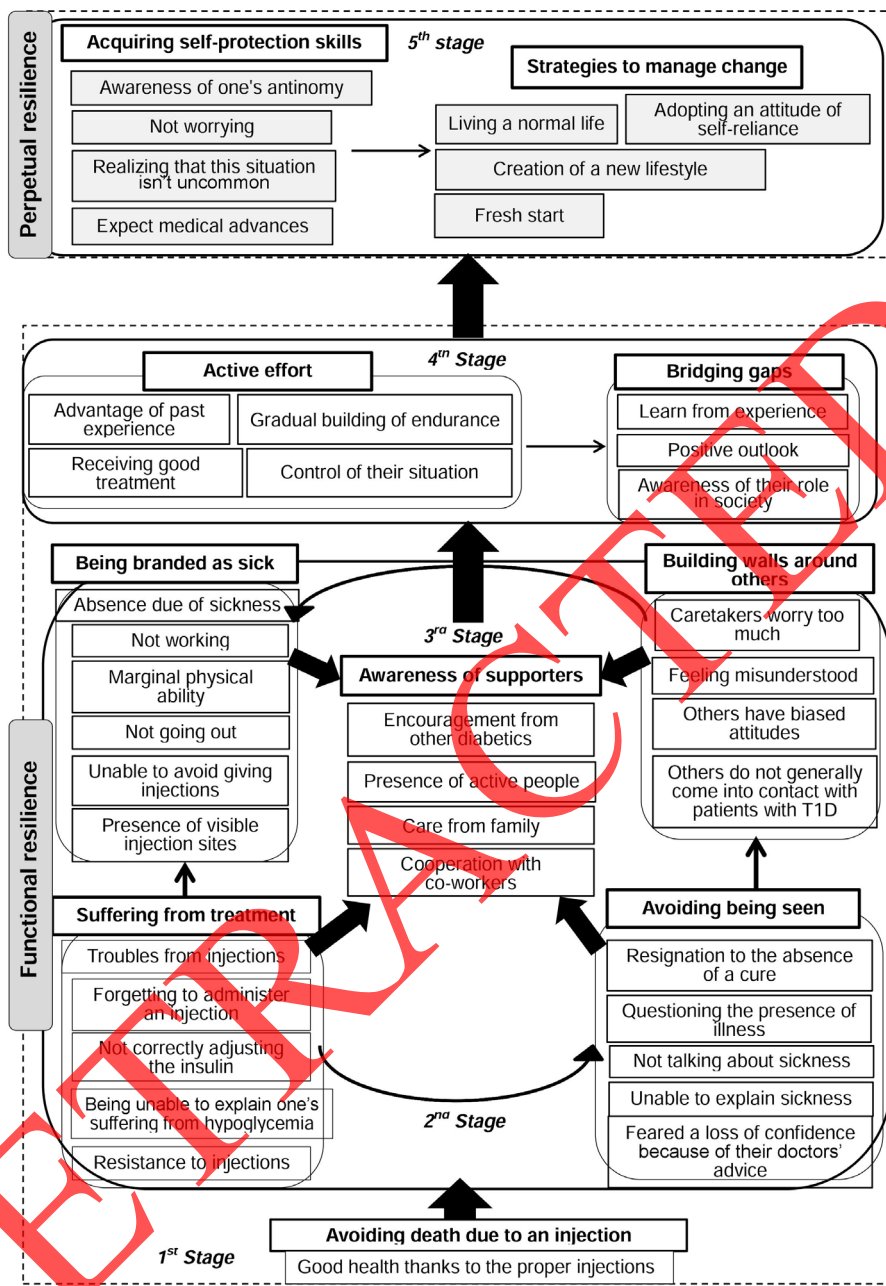 Perpetual resilience
Acquiring self-protection skills
5th stage
Strategies to manage change
Awareness of one's antinomy
Not worrying
Realizing that this situation
isn't uncommon
Expect medical advances
Living a normal life
Adopting an attitude of
self-reliance
Creation of a new lifestyle
Fresh start
Functional resilience
4th Stage
Active effort
Advantage of past
experience
Gradual building of endurance
Receiving good
treatment
Control of their situation
Bridging gaps
Learn from experience
Positive outlook
Awareness of their role
in society
Being branded as sick
Absence due of sickness
Not working
Marginal physical
ability
Not going out
Unable to avoid giving
injections
Presence of visible
injection sites
3rd Stage
Awareness of supporters
Encouragement from
other diabetics
Presence of active people
Care from family
Cooperation with
co-workers
Building walls around
others
Caretakers worry too
much
Feeling misunderstood
Others have biased
attitudes
Others do not generally
come into contact with
patients with T1D
Suffering from treatment
Troubles from injections
Forgetting to administer
an injection
Not correctly adjusting
the insulin
Being unable to explain one's
suffering from hypoglycemia
Resistance to injections
2nd Stage
Avoiding being seen
Resignation to the absence
of a cure
Questioning the presence of
illness
Not talking about sickness
Unable to explain sickness
Feared a loss of confidence
because of their doctors'
advice
1st Stage
Avoiding death due to an injection
Good health thanks to the proper injections
ETRACTED